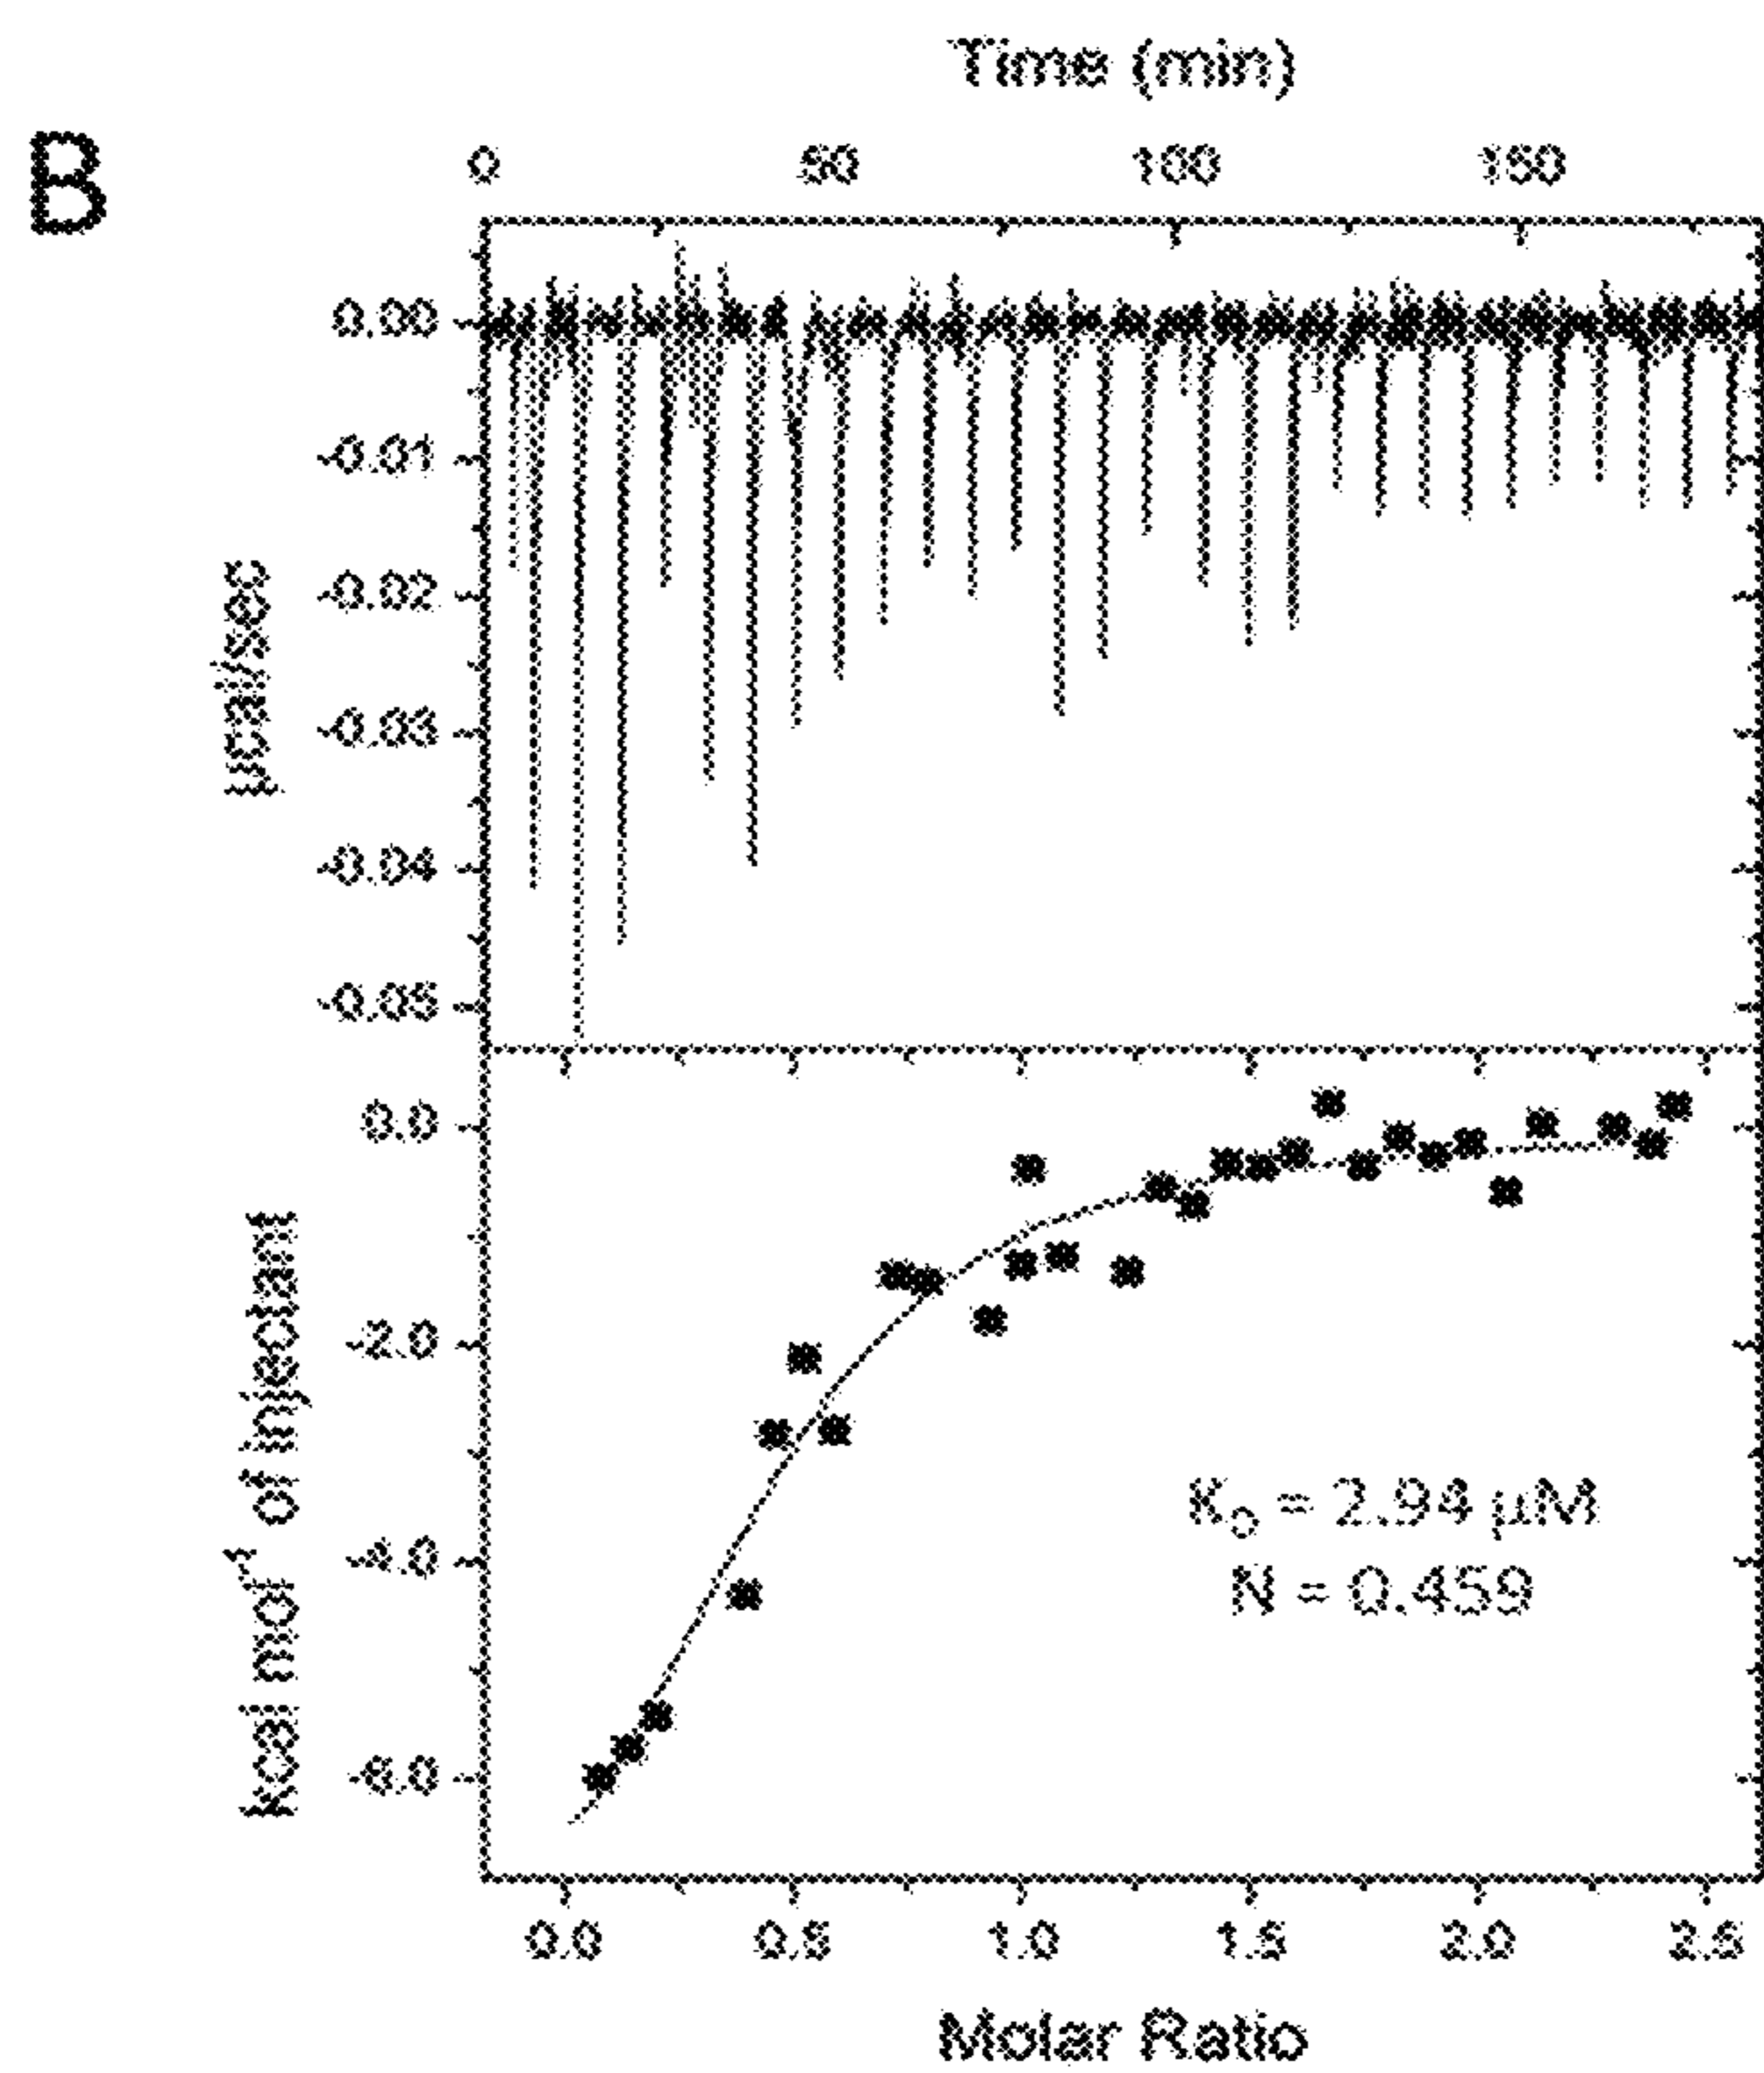 B
Time (min)
0 50 100 150
0.00
-0.01
-0.02
-0.03
-0.04
-0.05
µcal/sec
0.0
-2.0
-4.0
-6.0
kcal mol⁻¹ of injectant
K_D = 2.94 µM
N = 0.459
0.0 0.5 1.0 1.5 2.0 2.5
Molar Ratio